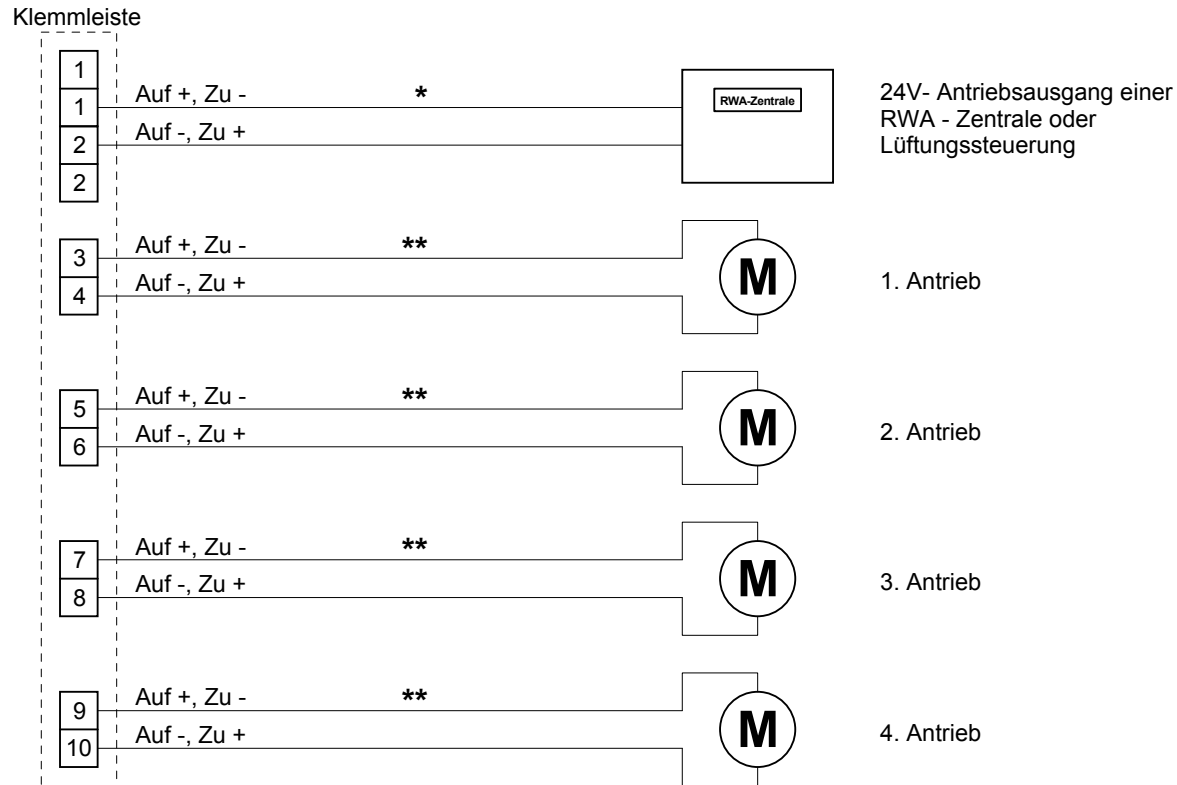 Klemmleiste
1
1
Auf +, Zu -
*
RWA-Zentrale
24V- Antriebsausgang einer
RWA - Zentrale oder
Lüftungssteuerung
2
Auf -, Zu +
2
3
Auf +, Zu -
**
M
1. Antrieb
4
Auf -, Zu +
5
Auf +, Zu -
**
M
2. Antrieb
6
Auf -, Zu +
7
Auf +, Zu -
**
M
3. Antrieb
8
Auf -, Zu +
9
Auf +, Zu -
**
M
4. Antrieb
10
Auf -, Zu +